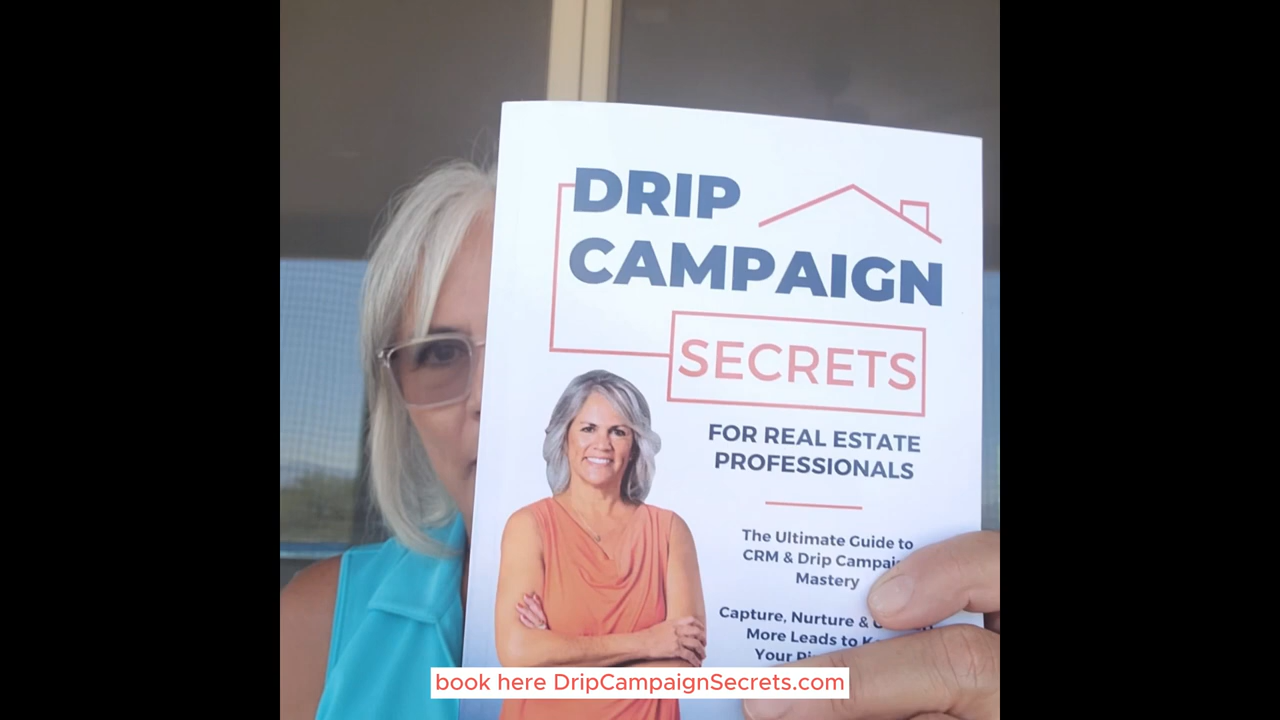 DRIP
CAMPAIGN
SECRETS
FOR REAL ESTATE
PROFESSIONALS
The Ultimate Guide to
CRM & Drip
Mastery
Capture, Nurture &
More Leads to
Your
book here DripCampaignSecrets.com